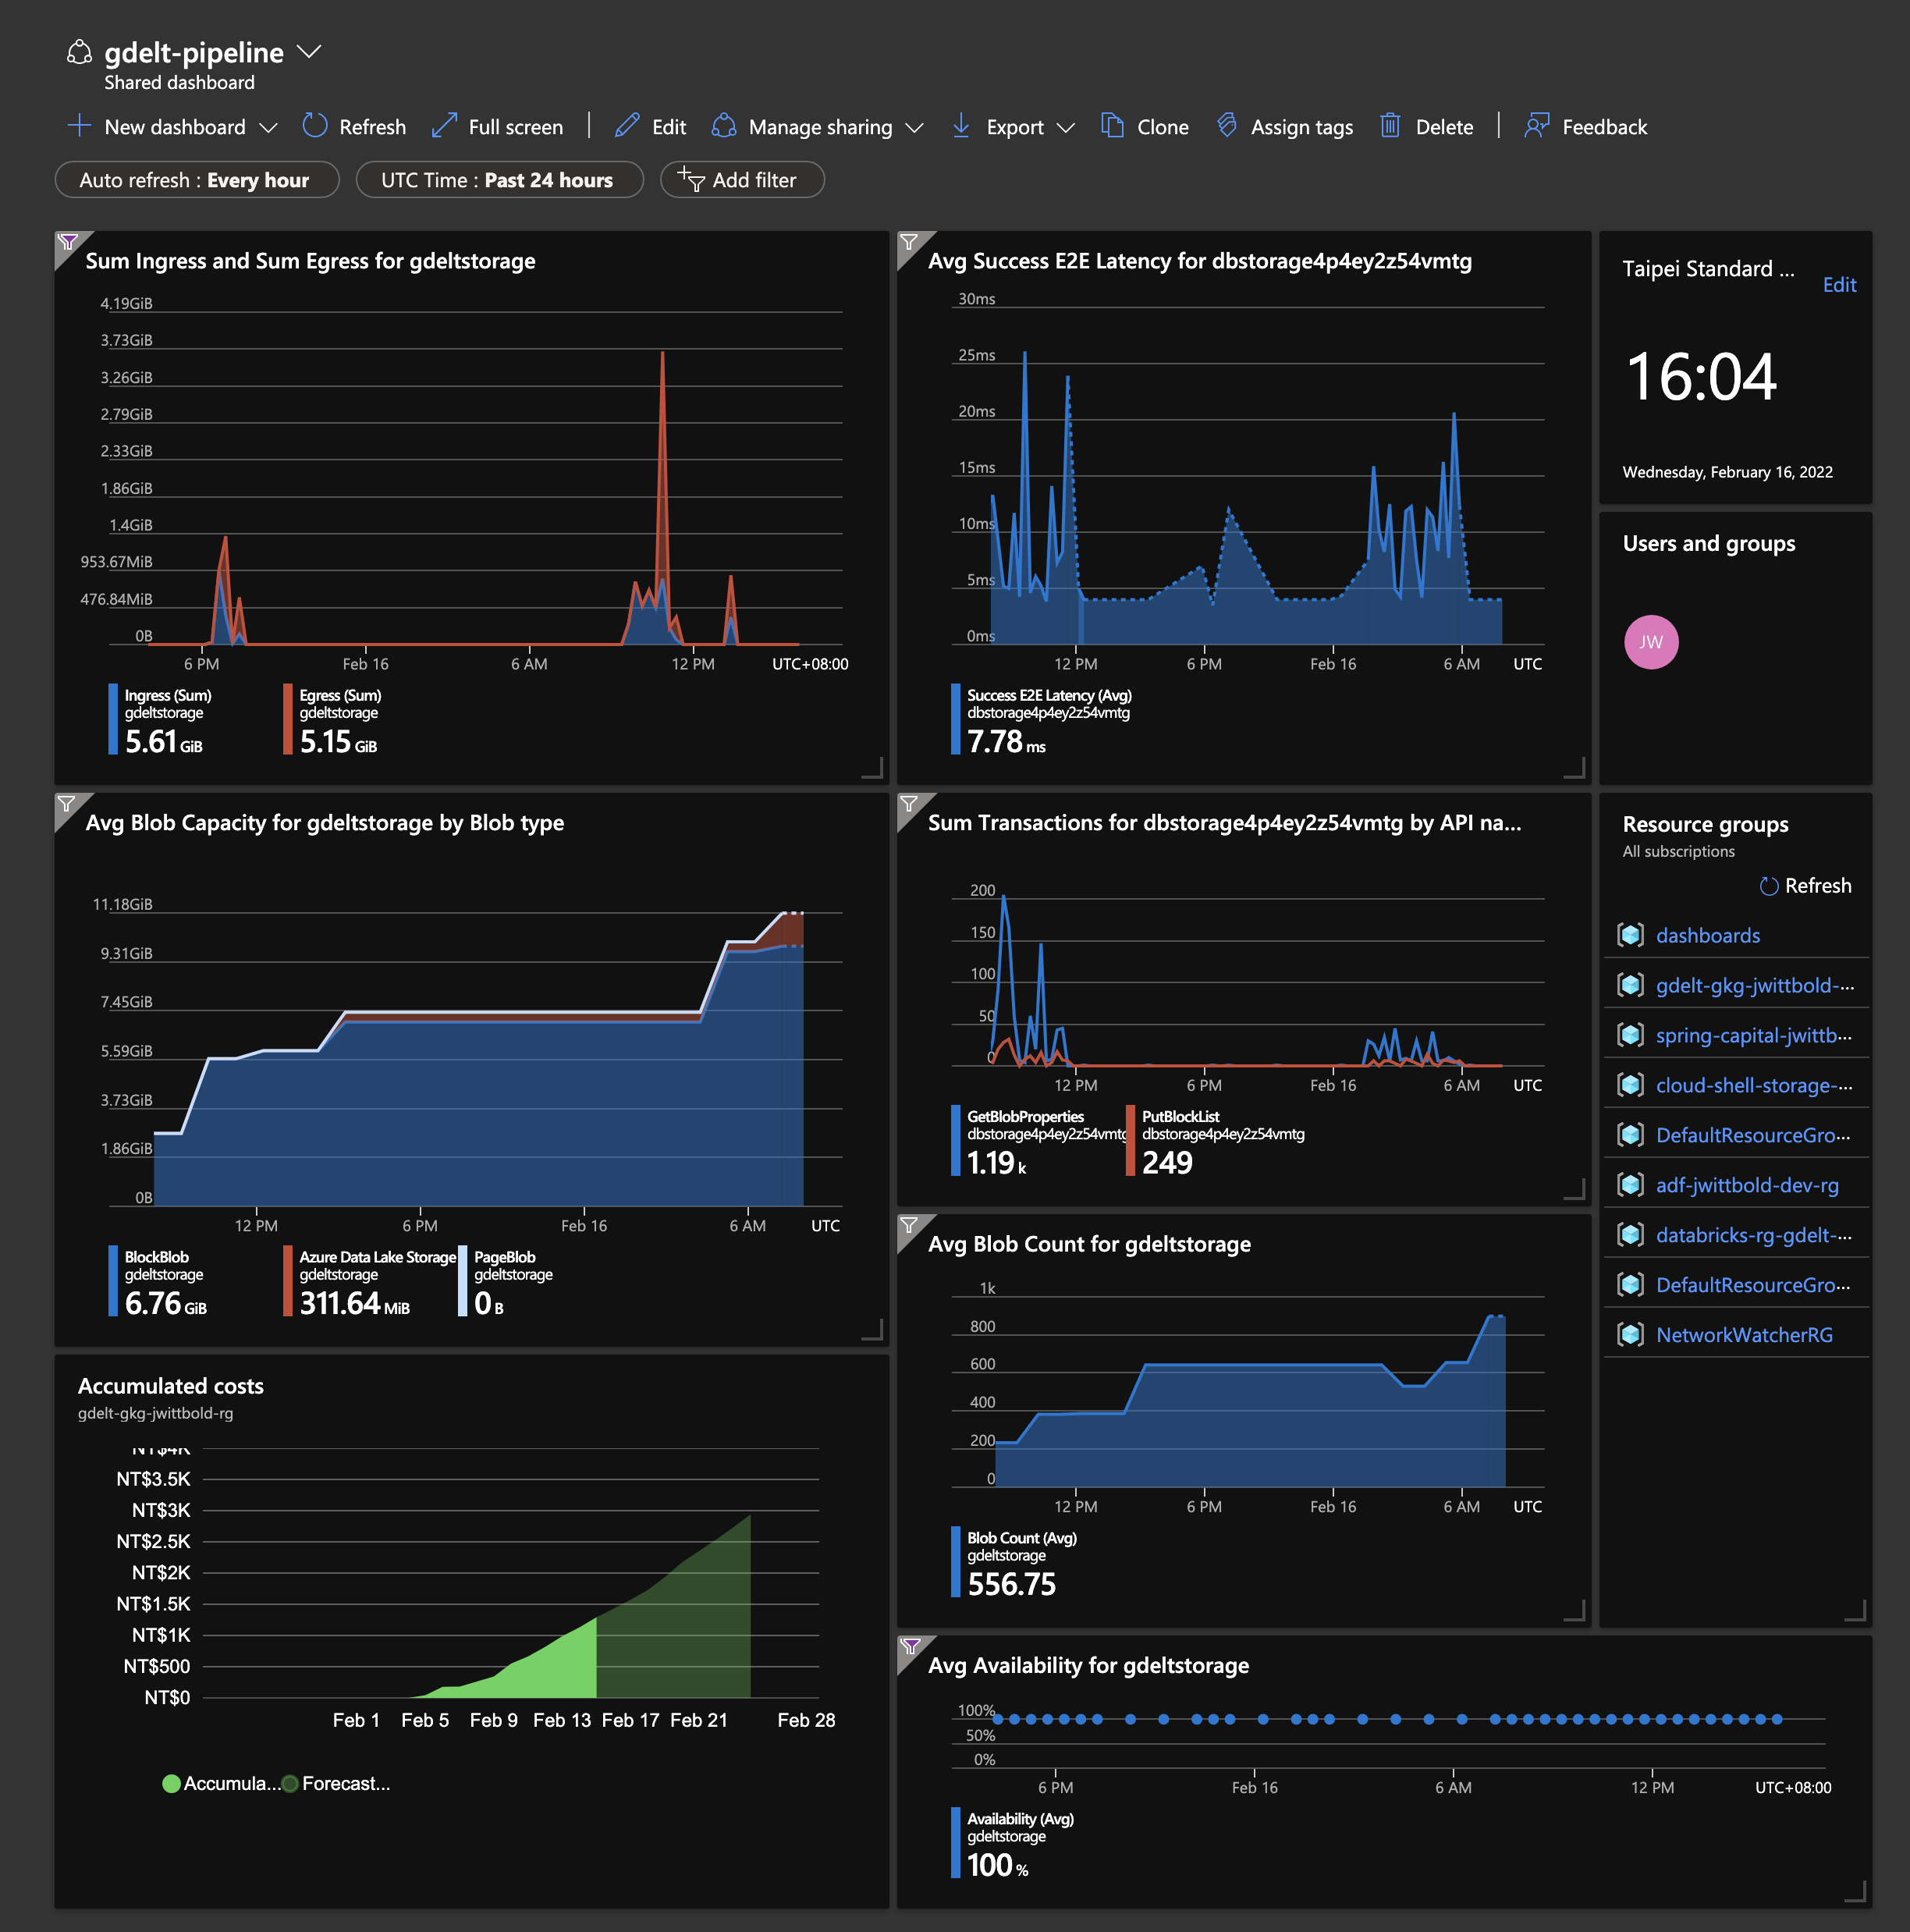 gdelt-pipeline
Shared dashboard
New dashboard
Refresh
Full screen
Edit
Manage sharing
Export
Clone
Assign tags
Delete
Feedback
Auto refresh : Every hour
UTC Time : Past 24 hours
Add filter
Sum Ingress and Sum Egress for gdeltstorage
4.19GiB
3.73GiB
3.26GiB
2.79GiB
2.33GiB
1.86GiB
1.4GiB
953.67MiB
476.84MiB
0B
6 PM
Feb 16
6 AM
12 PM
UTC+08:00
Ingress (Sum)
gdeltstorage
5.61 GiB
Egress (Sum)
gdeltstorage
5.15 GiB
Avg Success E2E Latency for dbstorage4p4ey2z54vmtg
30ms
25ms
20ms
15ms
10ms
5ms
0ms
12 PM
6 PM
Feb 16
6 AM
UTC
Success E2E Latency (Avg)
dbstorage4p4ey2z54vmtg
7.78 ms
Taipei Standard ...
Edit
16:04
Wednesday, February 16, 2022
Users and groups
JW
Avg Blob Capacity for gdeltstorage by Blob type
11.18GiB
9.31GiB
7.45GiB
5.59GiB
3.73GiB
1.86GiB
0B
12 PM
6 PM
Feb 16
6 AM
UTC
BlockBlob
gdeltstorage
6.76 GiB
Azure Data Lake Storage
gdeltstorage
311.64 MiB
PageBlob
gdeltstorage
0 B
Sum Transactions for dbstorage4p4ey2z54vmtg by API na...
200
150
100
50
0
12 PM
6 PM
Feb 16
6 AM
UTC
GetBlobProperties
dbstorage4p4ey2z54vmtg
1.19 k
PutBlockList
dbstorage4p4ey2z54vmtg
249
Resource groups
All subscriptions
Refresh
dashboards
gdelt-gkg-jwittbold-...
spring-capital-jwittb...
cloud-shell-storage-...
DefaultResourceGro...
adf-jwittbold-dev-rg
databricks-rg-gdelt-...
DefaultResourceGro...
NetworkWatcherRG
Avg Blob Count for gdeltstorage
1k
800
600
400
200
0
12 PM
6 PM
Feb 16
6 AM
UTC
Blob Count (Avg)
gdeltstorage
556.75
Accumulated costs
gdelt-gkg-jwittbold-rg
NT$4K
NT$3.5K
NT$3K
NT$2.5K
NT$2K
NT$1.5K
NT$1K
NT$500
NT$0
Feb 1
Feb 5
Feb 9
Feb 13
Feb 17
Feb 21
Feb 28
Accumula...
Forecast...
Avg Availability for gdeltstorage
100%
50%
0%
6 PM
Feb 16
6 AM
12 PM
UTC+08:00
Availability (Avg)
gdeltstorage
100 %